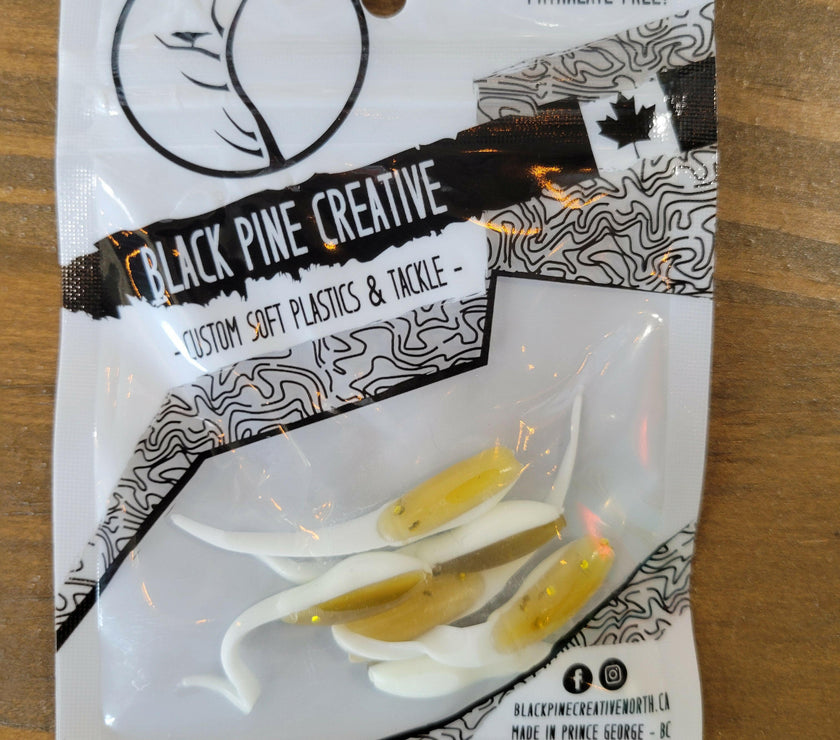 PHTHALATE FREE!
BLACK PINE CREATIVE
- CUSTOM SOFT PLASTICS & TACKLE -
BLACKPINECREATIVENORTH.CA
MADE IN PRINCE GEORGE - BC